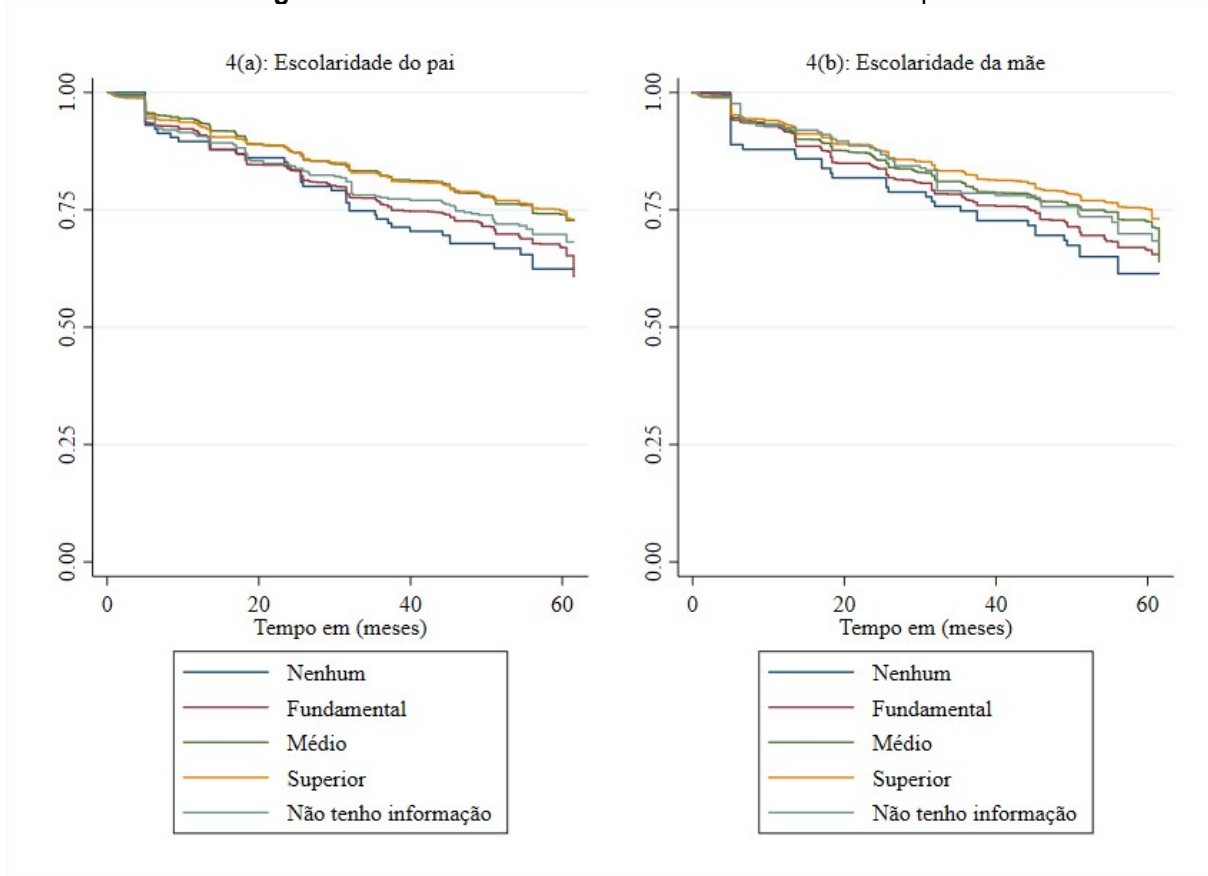 4(a): Escolaridade do pai
1.00
0.75
0.50
0.25
0.00
0 20 40 60
Tempo em (meses)
Nenhum
Fundamental
Médio
Superior
Não tenho informação
4(b): Escolaridade da mãe
1.00
0.75
0.50
0.25
0.00
0 20 40 60
Tempo em (meses)
Nenhum
Fundamental
Médio
Superior
Não tenho informação